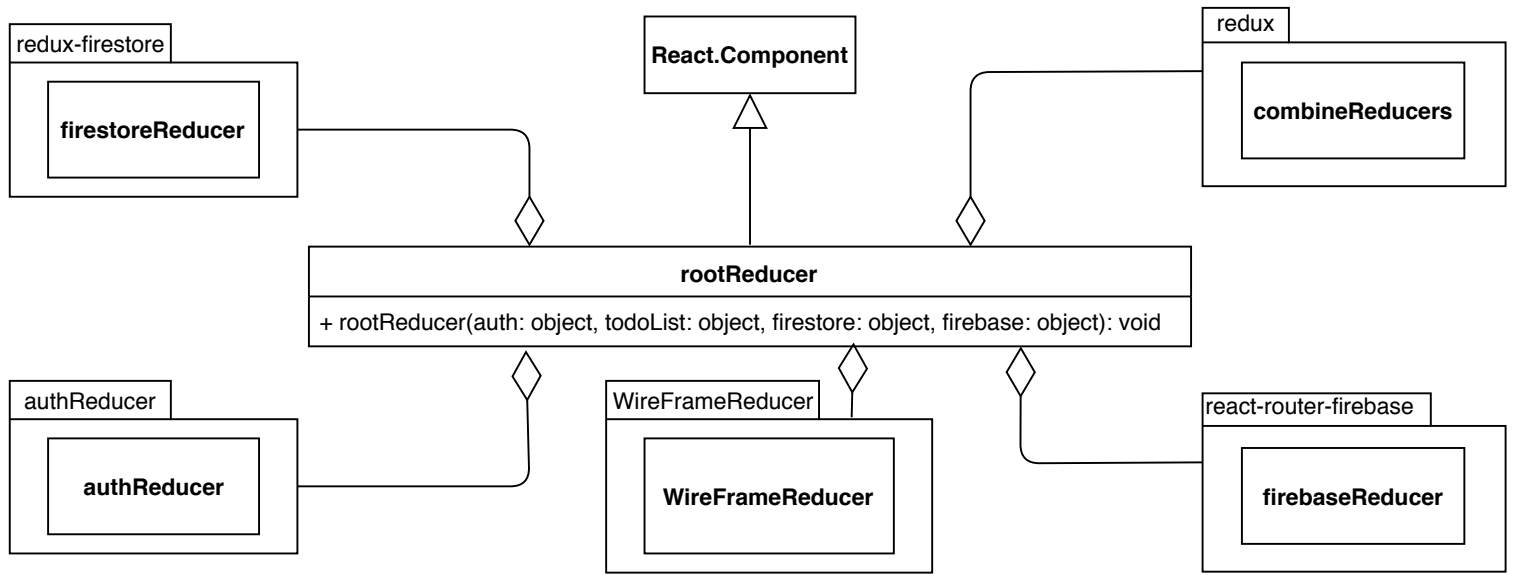 redux-firestore
firestoreReducer
React.Component
redux
combineReducers
rootReducer
+ rootReducer(auth: object, todoList: object, firestore: object, firebase: object): void
authReducer
authReducer
WireFrameReducer
WireFrameReducer
react-router-firebase
firebaseReducer